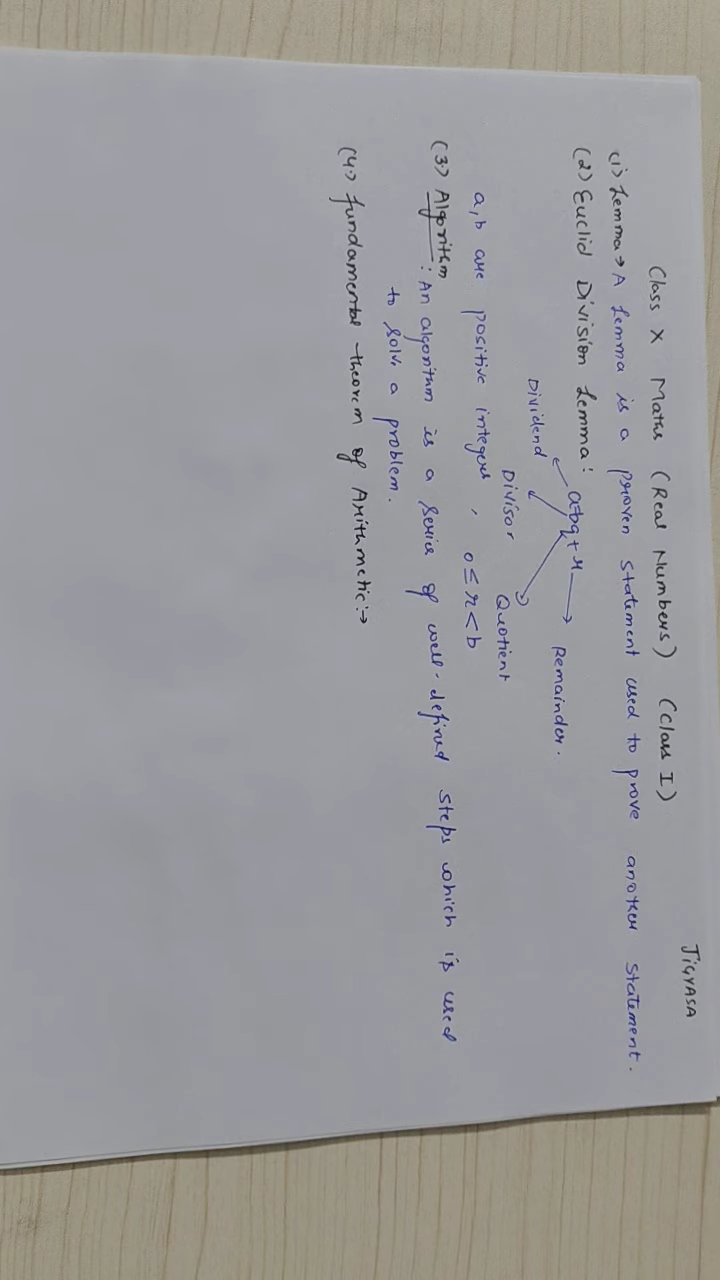 JIGYASA
Class X Maths (Real Numbers) (Class I)
(1) Lemma → A Lemma is a proven statement used to prove another statement.
(2) Euclid Division Lemma: a=bq+r → Remainder.
Dividend
Divisor
Quotient
a,b are positive integers, 0≤r<b
(3.) Algorithm: An algorithm is a series of well-defined steps which is used
to solve a problem.
(4.) fundamental theorem of Arithmetic:→